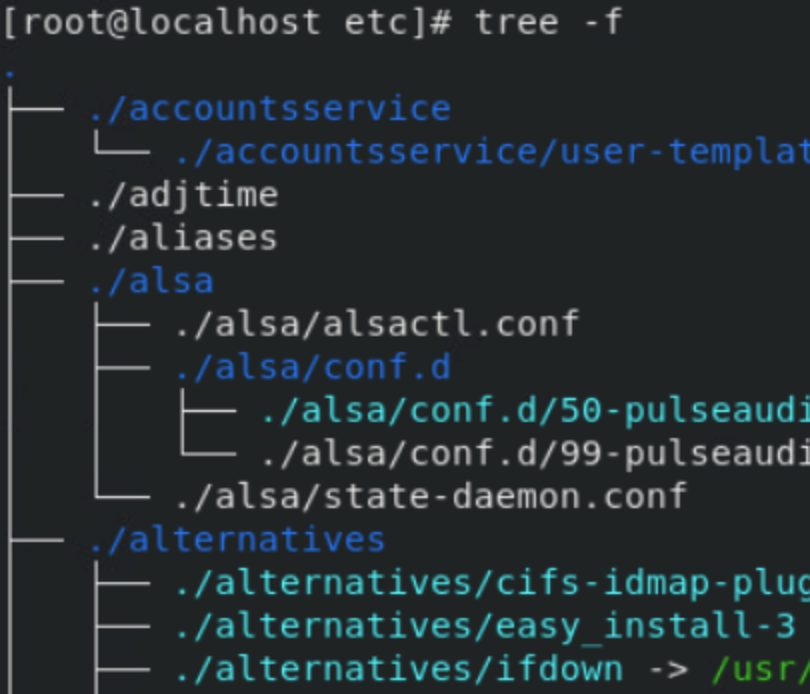 [root@localhost etc]# tree -f
.
├── ./accountsservice
│   └── ./accountsservice/user-templat
├── ./adjtime
├── ./aliases
├── ./alsa
│   ├── ./alsa/alsactl.conf
│   ├── ./alsa/conf.d
│   │   ├── ./alsa/conf.d/50-pulseaudi
│   │   └── ./alsa/conf.d/99-pulseaudi
│   └── ./alsa/state-daemon.conf
├── ./alternatives
│   ├── ./alternatives/cifs-idmap-plug
│   ├── ./alternatives/easy_install-3
│   ├── ./alternatives/ifdown -> /usr/